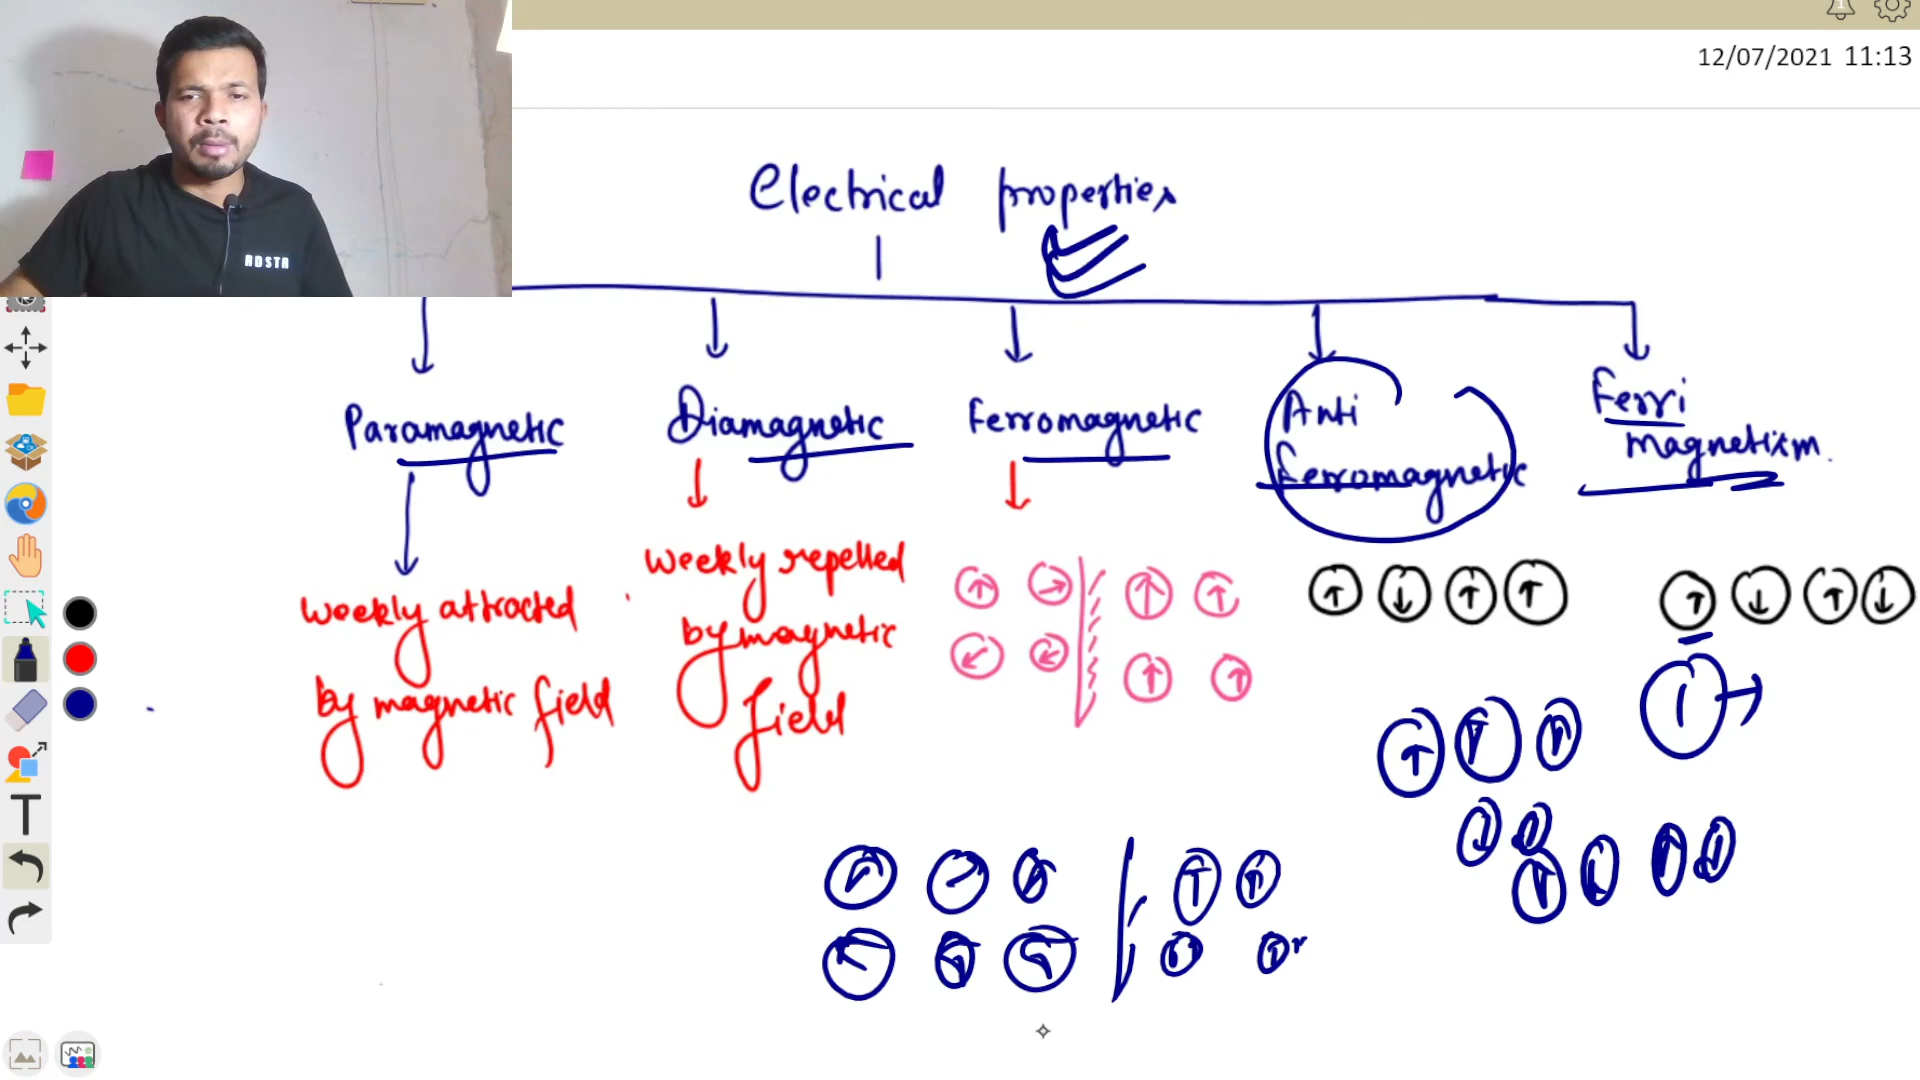 12/07/2021 11:13
ADSTA
Electrical properties
Paramagnetic
Diamagnetic
Ferromagnetic
Anti
ferromagnetic
Ferri
magnetism.
weekly attracted
by magnetic field
weekly repelled
by magnetic
field